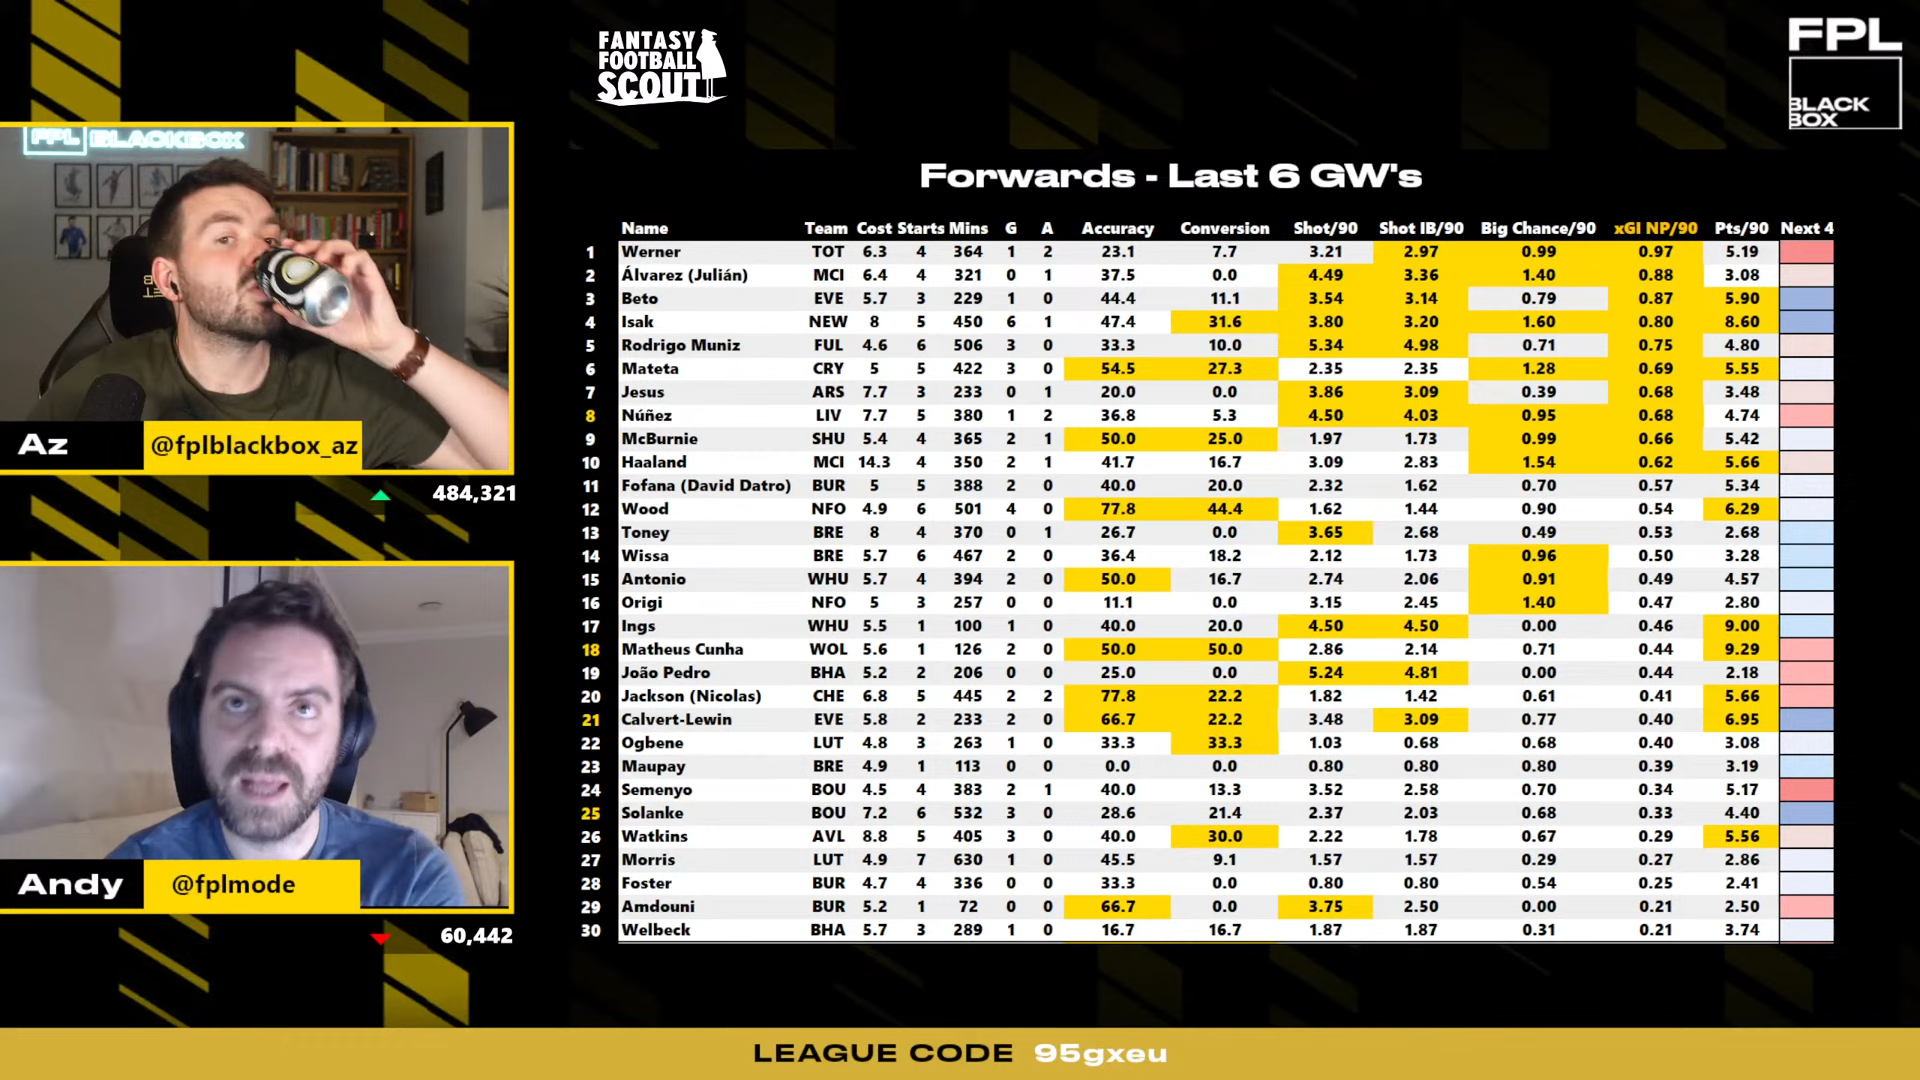 FANTASY
FOOTBALL
SCOUT
FPL
BLACK
BOX
FPL BLACKBOX
Az @fplblackbox_az
484,321
Andy @fplmode
60,442
Forwards - Last 6 GW's
Name Team Cost Starts Mins G A Accuracy Conversion Shot/90 Shot IB/90 Big Chance/90 xGI NP/90 Pts/90 Next 4
1 Werner TOT 6.3 4 364 1 2 23.1 7.7 3.21 2.97 0.99 0.97 5.19
2 Álvarez (Julián) MCI 6.4 4 321 0 1 37.5 0.0 4.49 3.36 1.40 0.88 3.08
3 Beto EVE 5.7 3 229 1 0 44.4 11.1 3.54 3.14 0.79 0.87 5.90
4 Isak NEW 8 5 450 6 1 47.4 31.6 3.80 3.20 1.60 0.80 8.60
5 Rodrigo Muniz FUL 4.6 6 506 3 0 33.3 10.0 5.34 4.98 0.71 0.75 4.80
6 Mateta CRY 5 5 422 3 0 54.5 27.3 2.35 2.35 1.28 0.69 5.55
7 Jesus ARS 7.7 3 233 0 1 20.0 0.0 3.86 3.09 0.39 0.68 3.48
8 Núñez LIV 7.7 5 380 1 2 36.8 5.3 4.50 4.03 0.95 0.68 4.74
9 McBurnie SHU 5.4 4 365 2 1 50.0 25.0 1.97 1.73 0.99 0.66 5.42
10 Haaland MCI 14.3 4 350 2 1 41.7 16.7 3.09 2.83 1.54 0.62 5.66
11 Fofana (David Datro) BUR 5 5 388 2 0 40.0 20.0 2.32 1.62 0.70 0.57 5.34
12 Wood NFO 4.9 6 501 4 0 77.8 44.4 1.62 1.44 0.90 0.54 6.29
13 Toney BRE 8 4 370 0 1 26.7 0.0 3.65 2.68 0.49 0.53 2.68
14 Wissa BRE 5.7 6 467 2 0 36.4 18.2 2.12 1.73 0.96 0.50 3.28
15 Antonio WHU 5.7 4 394 2 0 50.0 16.7 2.74 2.06 0.91 0.49 4.57
16 Origi NFO 5 3 257 0 0 11.1 0.0 3.15 2.45 1.40 0.47 2.80
17 Ings WHU 5.5 1 100 1 0 40.0 20.0 4.50 4.50 0.00 0.46 9.00
18 Matheus Cunha WOL 5.6 1 126 2 0 50.0 50.0 2.86 2.14 0.71 0.44 9.29
19 João Pedro BHA 5.2 2 206 0 0 25.0 0.0 5.24 4.81 0.00 0.44 2.18
20 Jackson (Nicolas) CHE 6.8 5 445 2 2 77.8 22.2 1.82 1.42 0.61 0.41 5.66
21 Calvert-Lewin EVE 5.8 2 233 2 0 66.7 22.2 3.48 3.09 0.77 0.40 6.95
22 Ogbene LUT 4.8 3 263 1 0 33.3 33.3 1.03 0.68 0.68 0.40 3.08
23 Maupay BRE 4.9 1 113 0 0 0.0 0.0 0.80 0.80 0.80 0.39 3.19
24 Semenyo BOU 4.5 4 383 2 1 40.0 13.3 3.52 2.58 0.70 0.34 5.17
25 Solanke BOU 7.2 6 532 3 0 28.6 21.4 2.37 2.03 0.68 0.33 4.40
26 Watkins AVL 8.8 5 405 3 0 40.0 30.0 2.22 1.78 0.67 0.29 5.56
27 Morris LUT 4.9 7 630 1 0 45.5 9.1 1.57 1.57 0.29 0.27 2.86
28 Foster BUR 4.7 4 336 0 0 33.3 0.0 0.80 0.80 0.54 0.25 2.41
29 Amdouni BUR 5.2 1 72 0 0 66.7 0.0 3.75 2.50 0.00 0.21 2.50
30 Welbeck BHA 5.7 3 289 1 0 16.7 16.7 1.87 1.87 0.31 0.21 3.74
LEAGUE CODE 95gxeu